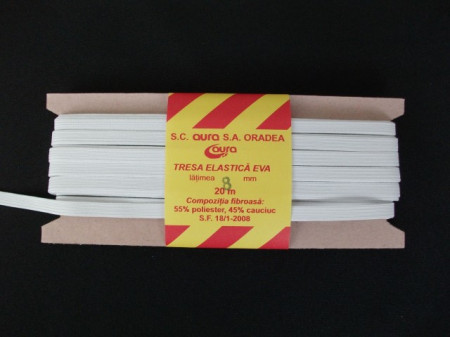 S.C. aura S.A. ORADEA
aura
TRESA ELASTICĂ EVA
lățimea 8 mm
20 m
Compoziția fibroasă:
55% poliester, 45% cauciuc
S.F. 18/1-2008